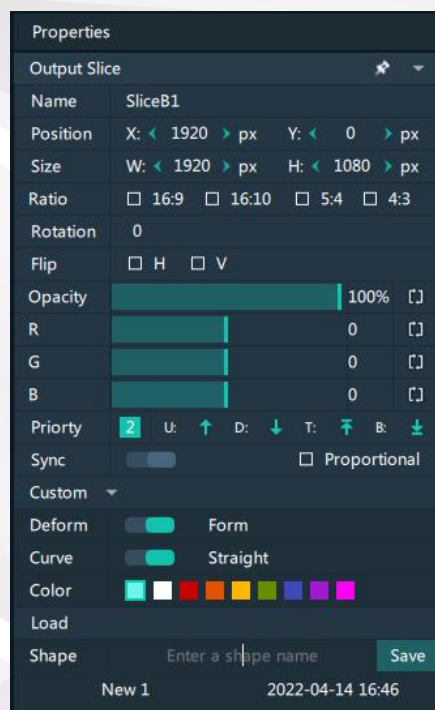 Properties
Output Slice
Name SliceB1
Position X: 1920 px Y: 0 px
Size W: 1920 px H: 1080 px
Ratio 16:9 16:10 5:4 4:3
Rotation 0
Flip H V
Opacity 100%
R 0
G 0
B 0
Priorty 2 U: D: T: B:
Sync Proportional
Custom
Deform Form
Curve Straight
Color
Load
Shape Enter a shape name Save
New 1 2022-04-14 16:46